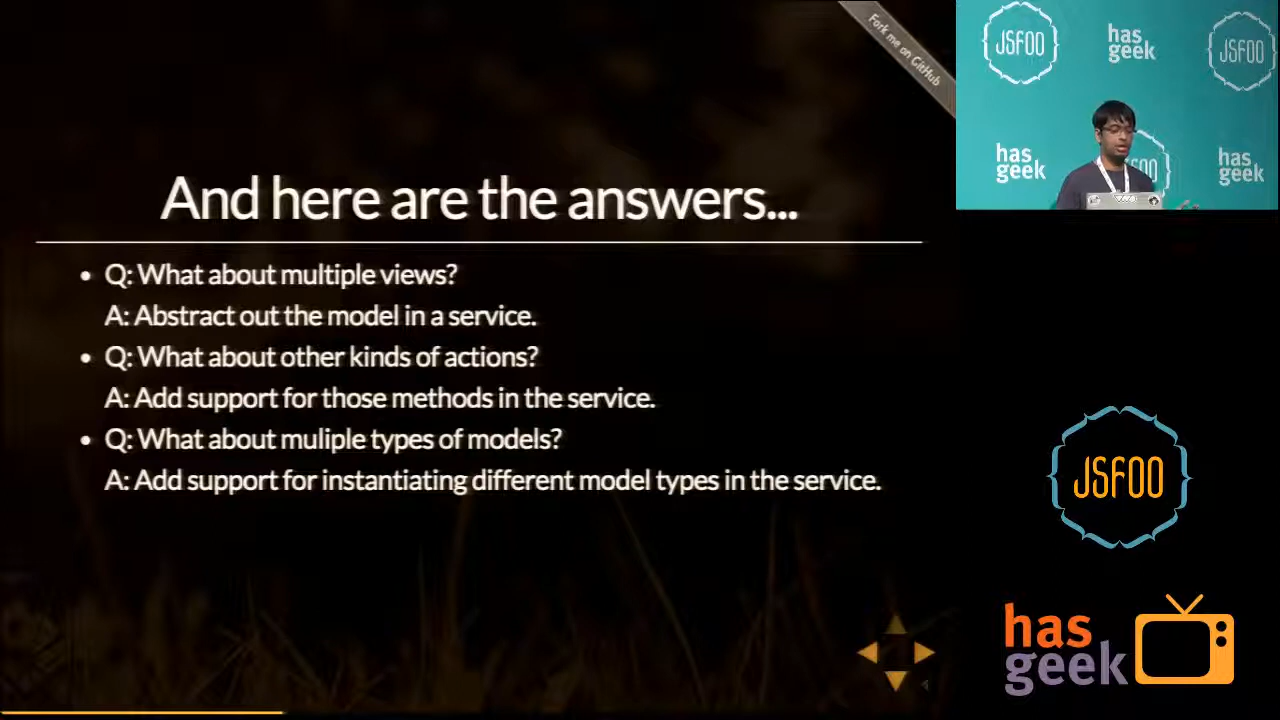 Fork me on GitHub
JSFOO
has
geek
JSFOO
has
geek
has
geek
And here are the answers...
• Q: What about multiple views?
A: Abstract out the model in a service.
• Q: What about other kinds of actions?
A: Add support for those methods in the service.
• Q: What about muliple types of models?
A: Add support for instantiating different model types in the service.
JSFOO
has
geek